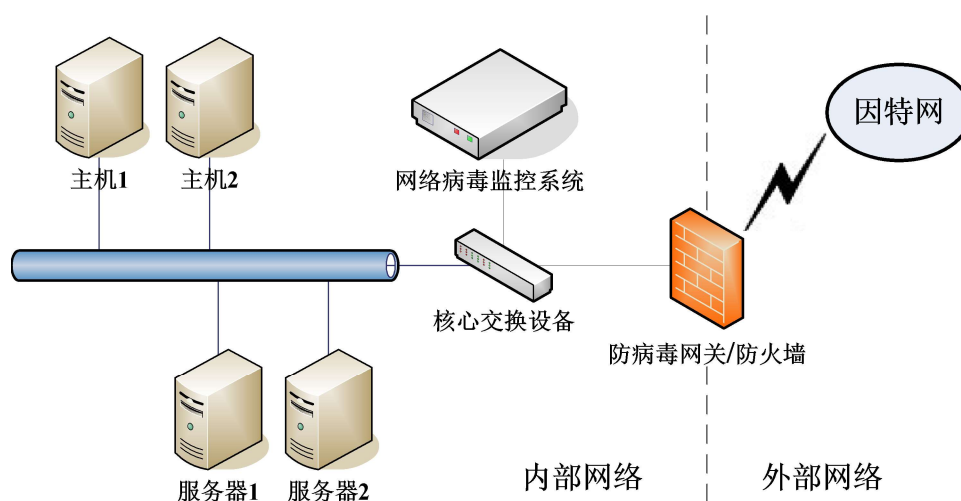 因特网
主机1
主机2
网络病毒监控系统
核心交换设备
防病毒网关/防火墙
服务器1
服务器2
内部网络
外部网络